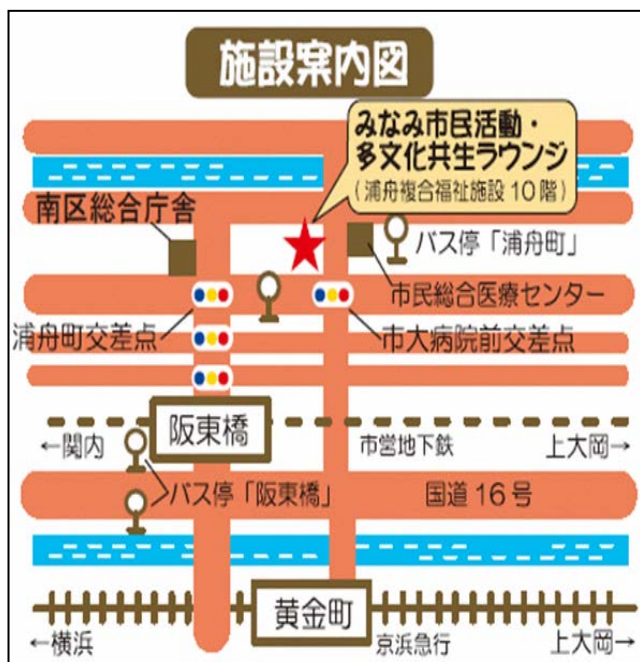 施設案内図
みなみ市民活動・
多文化共生ラウンジ
(浦舟複合福祉施設10階)
南区総合庁舎
バス停「浦舟町」
市民総合医療センター
浦舟町交差点
市大病院前交差点
阪東橋
←関内
市営地下鉄
上大岡→
バス停「阪東橋」
国道16号
黄金町
←横浜
京浜急行
上大岡→